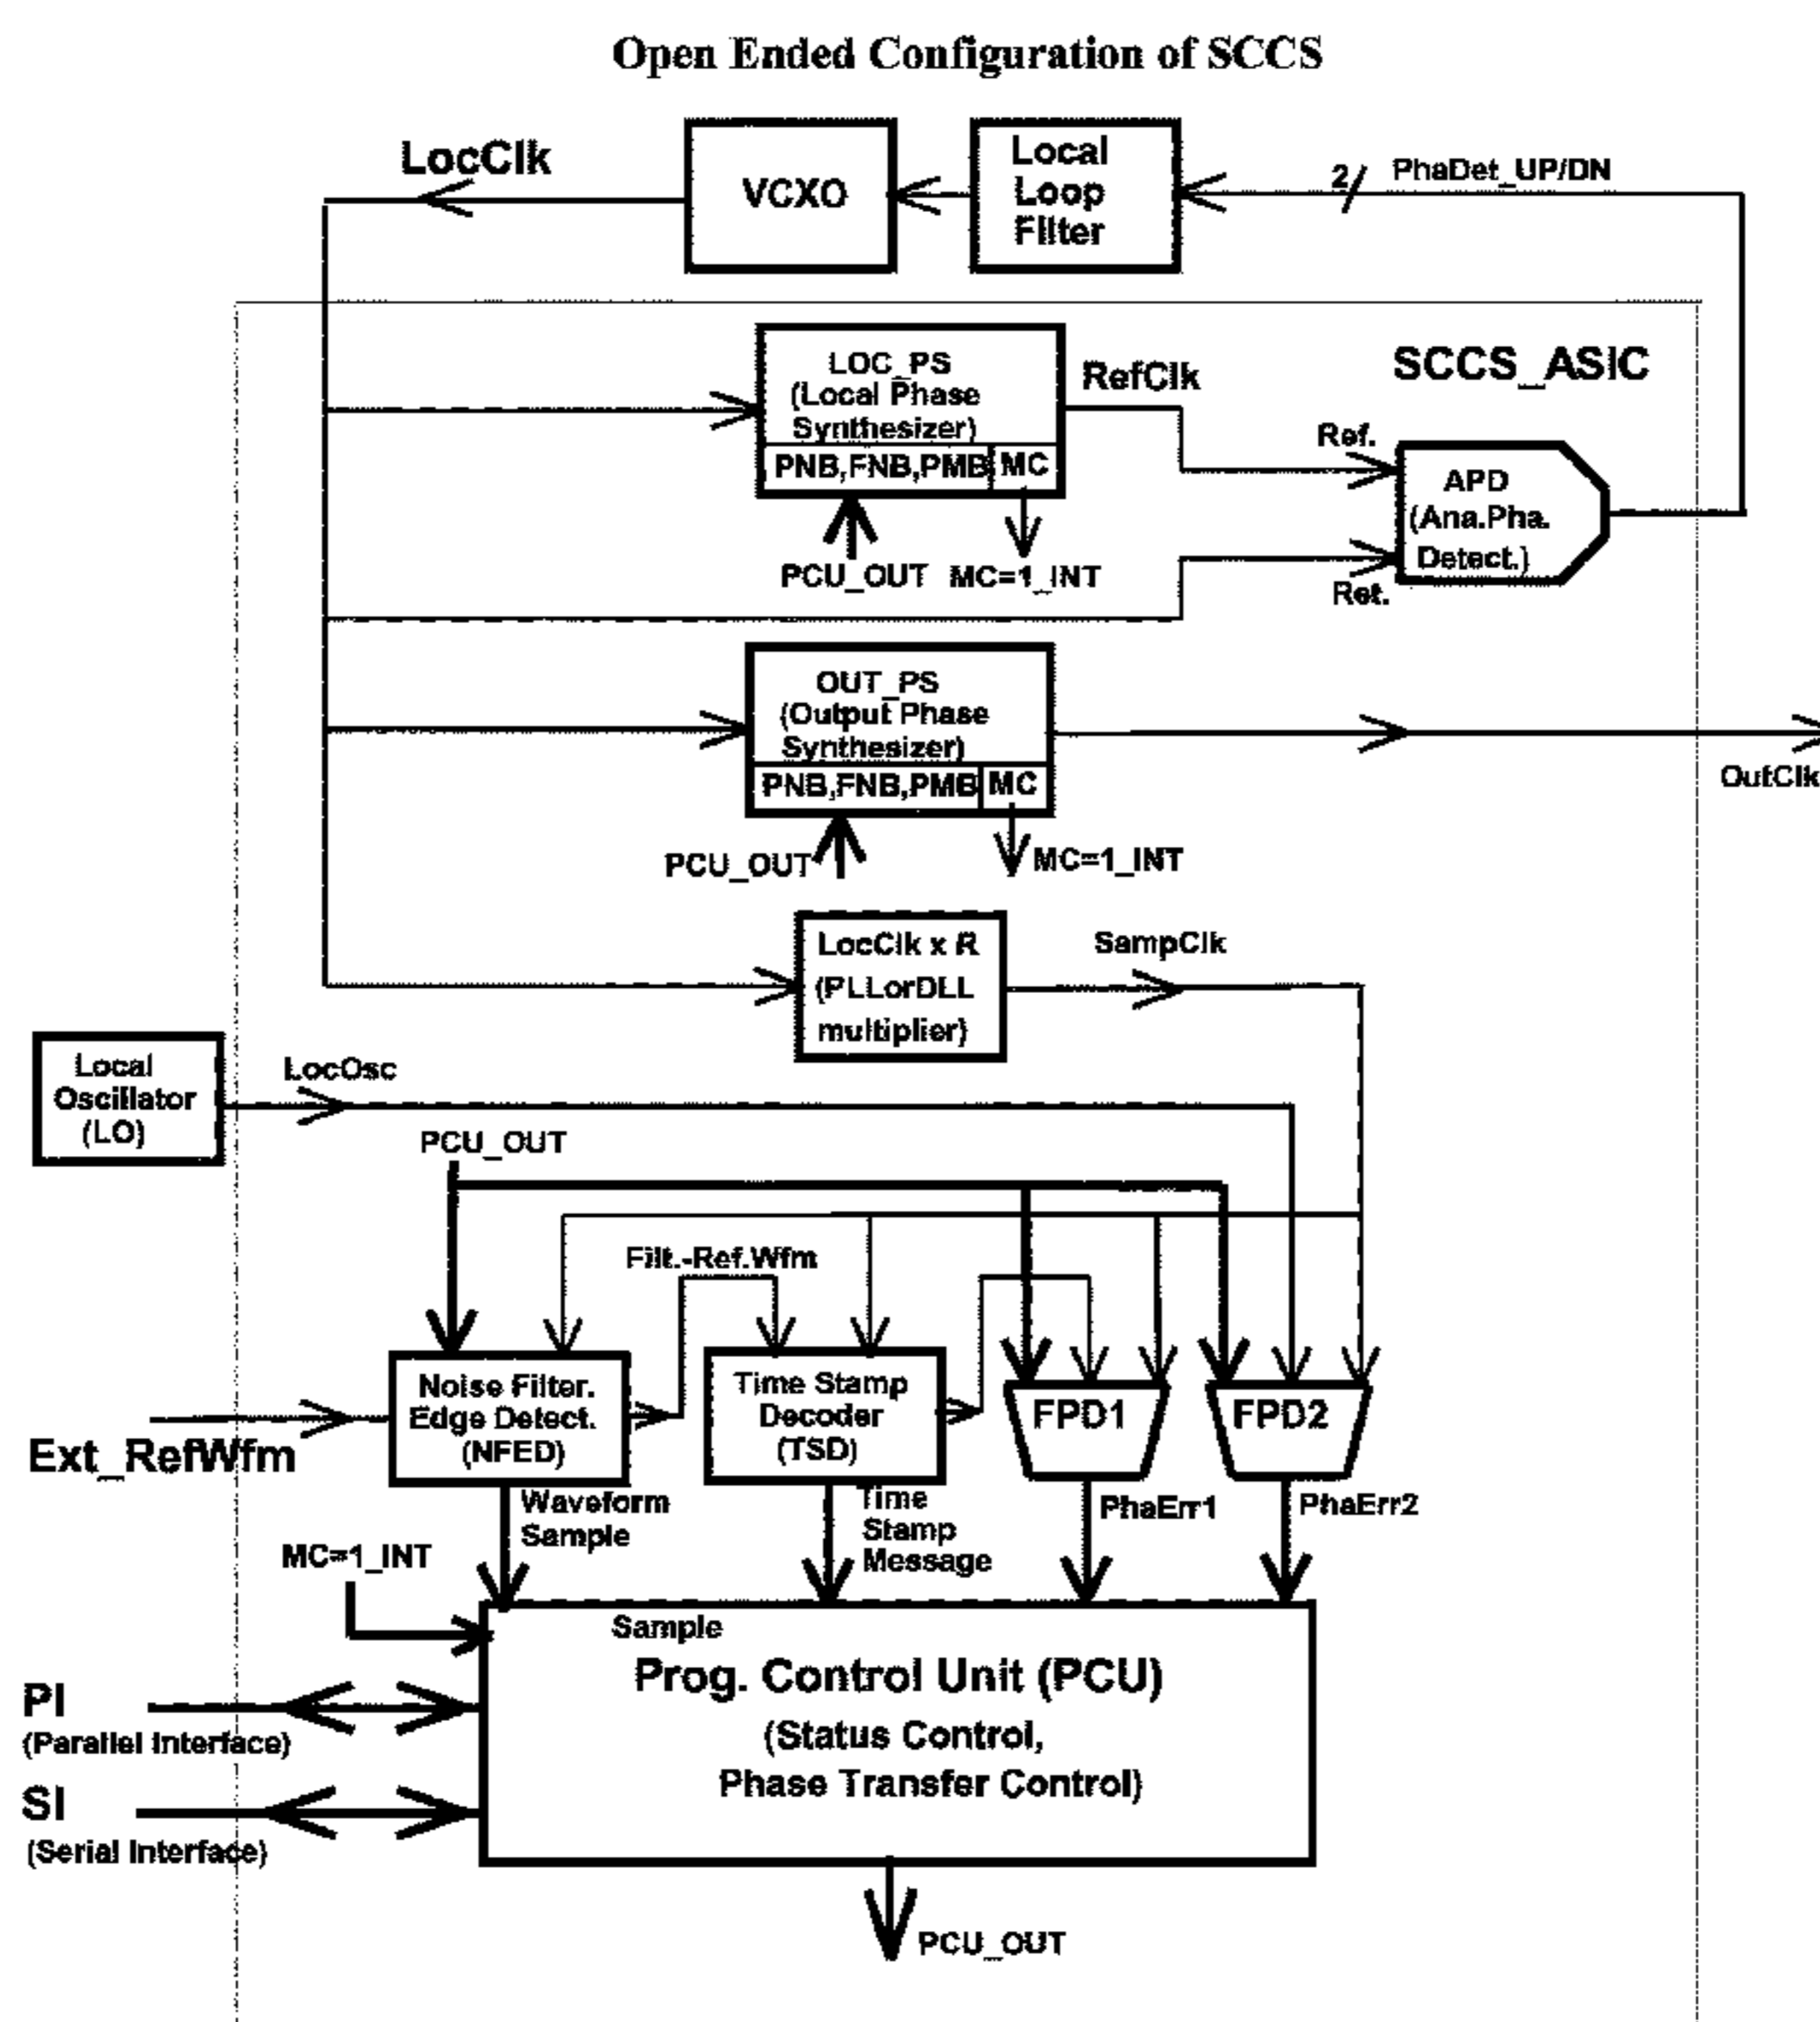 Open Ended Configuration of SCCS
LocClk
VCXO
Local
Loop
Filter
2
PhaDet_UP/DN
SCCS_ASIC
LOC_PS
(Local Phase
Synthesizer)
PNB,FNB,PMB
MC
RefClk
PCU_OUT
MC=1_INT
Ref.
APD
(Ana.Pha.
Detect.)
Ret.
OUT_PS
(Output Phase
Synthesizer)
PNB,FNB,PMB
MC
OutClk
PCU_OUT
MC=1_INT
LocClk x R
(PLLorDLL
multiplier)
SampClk
Local
Oscillator
(LO)
LocOsc
PCU_OUT
Filt.-Ref.Wfm
Noise Filter.
Edge Detect.
(NFED)
Time Stamp
Decoder
(TSD)
FPD1
FPD2
Ext_RefWfm
Waveform
Sample
Time
Stamp
Message
PhaErr1
PhaErr2
MC=1_INT
Sample
Prog. Control Unit (PCU)
(Status Control,
Phase Transfer Control)
PI
(Parallel Interface)
SI
(Serial Interface)
PCU_OUT